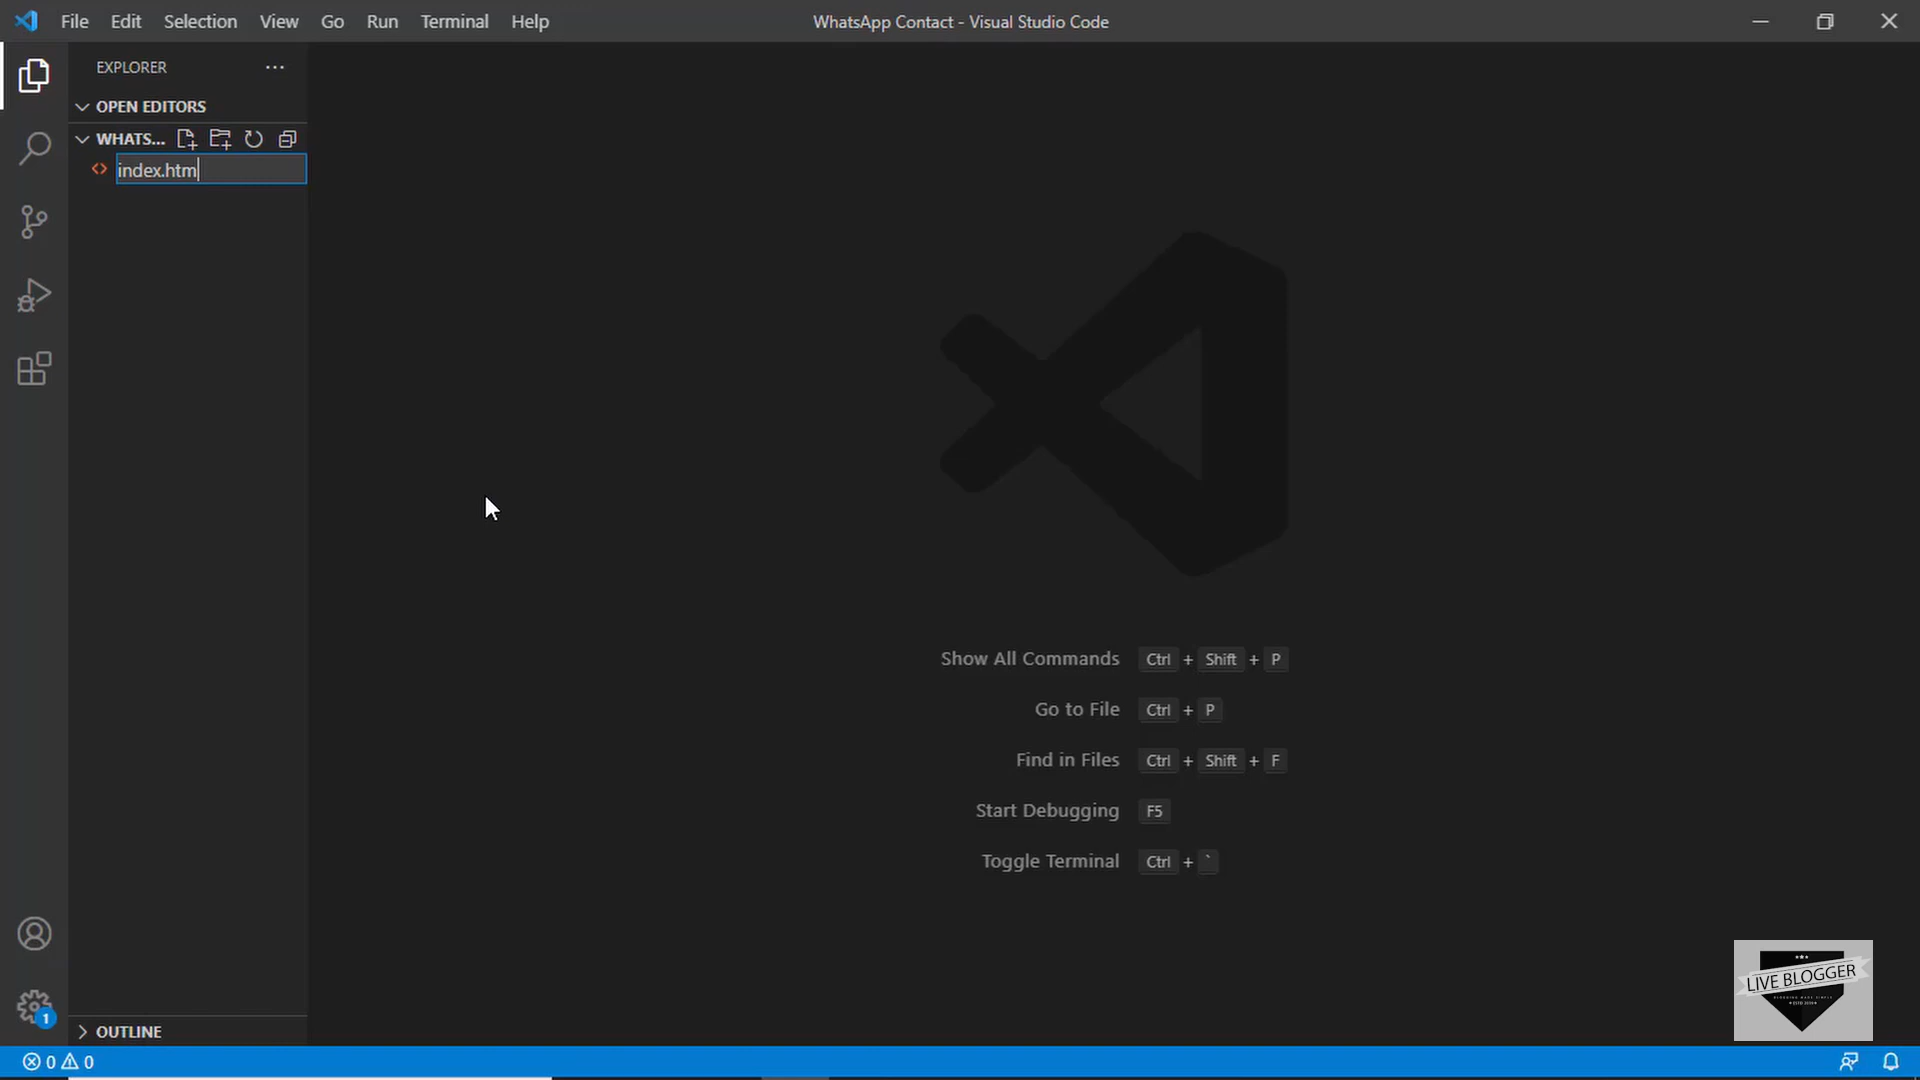 File Edit Selection View Go Run Terminal Help
WhatsApp Contact - Visual Studio Code
EXPLORER
OPEN EDITORS
WHATS...
index.htm
Show All Commands Ctrl + Shift + P
Go to File Ctrl + P
Find in Files Ctrl + Shift + F
Start Debugging F5
Toggle Terminal Ctrl + `
LIVE BLOGGER
1
OUTLINE
0 0